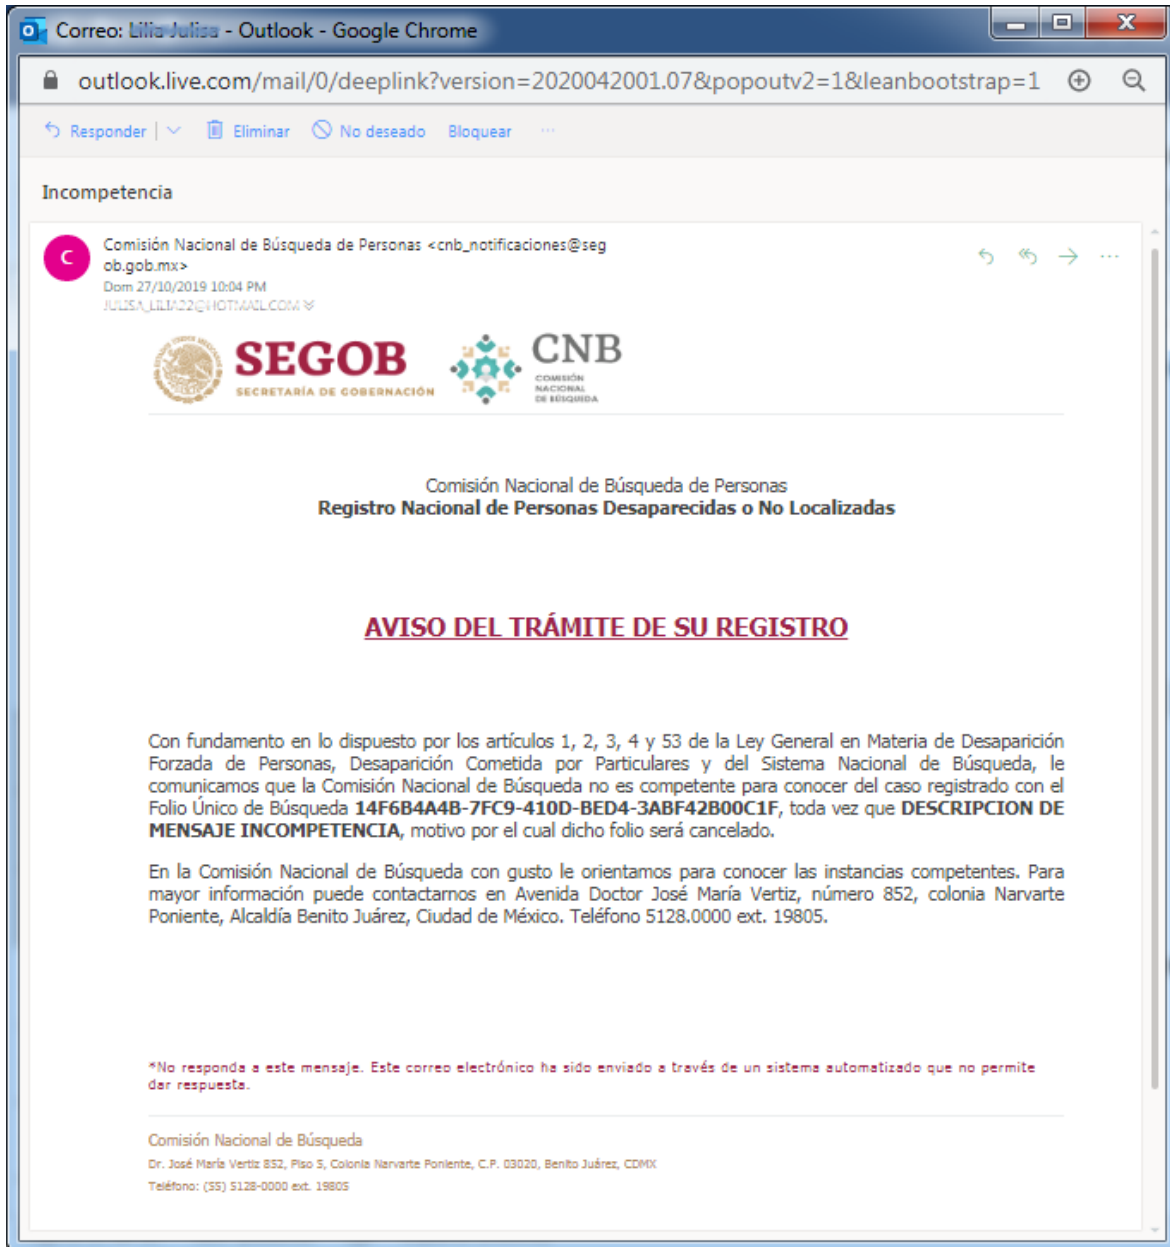 Correo: Lilia Julisa - Outlook - Google Chrome
outlook.live.com/mail/0/deeplink?version=2020042001.07&popoutv2=1&leanbootstrap=1
Responder Eliminar No deseado Bloquear ...
Incompetencia
C
Comisión Nacional de Búsqueda de Personas <cnb_notificaciones@seg
ob.gob.mx>
Dom 27/10/2019 10:04 PM
SEGOB
SECRETARÍA DE GOBERNACIÓN
CNB
COMISIÓN
NACIONAL
DE BÚSQUEDA
Comisión Nacional de Búsqueda de Personas
Registro Nacional de Personas Desaparecidas o No Localizadas
AVISO DEL TRÁMITE DE SU REGISTRO
Con fundamento en lo dispuesto por los artículos 1, 2, 3, 4 y 53 de la Ley General en Materia de Desaparición
Forzada de Personas, Desaparición Cometida por Particulares y del Sistema Nacional de Búsqueda, le
comunicamos que la Comisión Nacional de Búsqueda no es competente para conocer del caso registrado con el
Folio Único de Búsqueda 14F6B4A4B-7FC9-410D-BED4-3ABF42B00C1F, toda vez que DESCRIPCION DE
MENSAJE INCOMPETENCIA, motivo por el cual dicho folio será cancelado.
En la Comisión Nacional de Búsqueda con gusto le orientamos para conocer las instancias competentes. Para
mayor información puede contactarnos en Avenida Doctor José María Vertiz, número 852, colonia Narvarte
Poniente, Alcaldía Benito Juárez, Ciudad de México. Teléfono 5128.0000 ext. 19805.
*No responda a este mensaje. Este correo electrónico ha sido enviado a través de un sistema automatizado que no permite
dar respuesta.
Comisión Nacional de Búsqueda
Dr. José María Vertiz 852, Piso 5, Colonia Narvarte Poniente, C.P. 03020, Benito Juárez, CDMX
Teléfono: (55) 5128-0000 ext. 19805